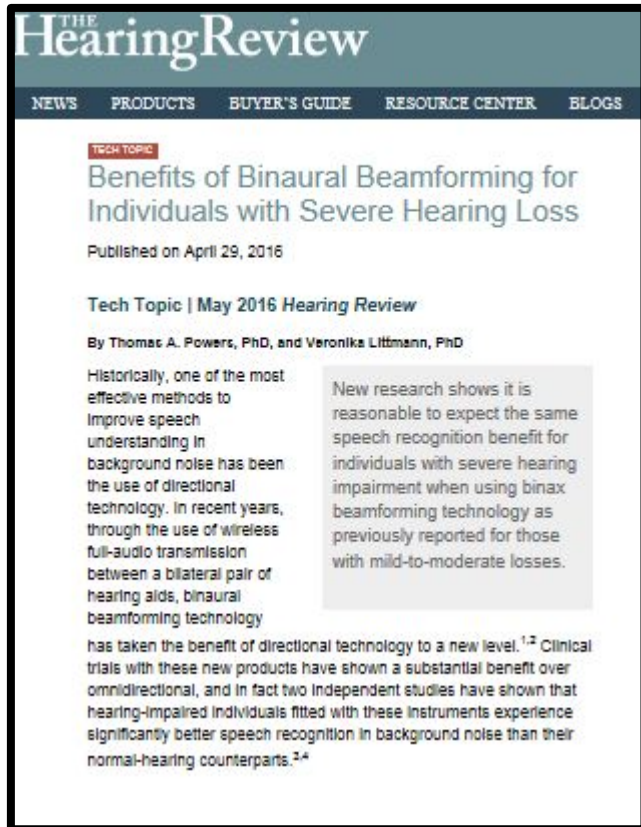 THE
HearingReview
NEWS PRODUCTS BUYER'S GUIDE RESOURCE CENTER BLOGS
TECH TOPIC
Benefits of Binaural Beamforming for
Individuals with Severe Hearing Loss
Published on April 29, 2016
Tech Topic | May 2016 Hearing Review
By Thomas A. Powers, PhD, and Veronika Littmann, PhD
Historically, one of the most
effective methods to
improve speech
understanding in
background noise has been
the use of directional
technology. In recent years,
through the use of wireless
full-audio transmission
between a bilateral pair of
hearing aids, binaural
beamforming technology
New research shows it is
reasonable to expect the same
speech recognition benefit for
individuals with severe hearing
impairment when using binax
beamforming technology as
previously reported for those
with mild-to-moderate losses.
has taken the benefit of directional technology to a new level.¹,² Clinical
trials with these new products have shown a substantial benefit over
omnidirectional, and in fact two independent studies have shown that
hearing-impaired individuals fitted with these instruments experience
significantly better speech recognition in background noise than their
normal-hearing counterparts.³,⁴